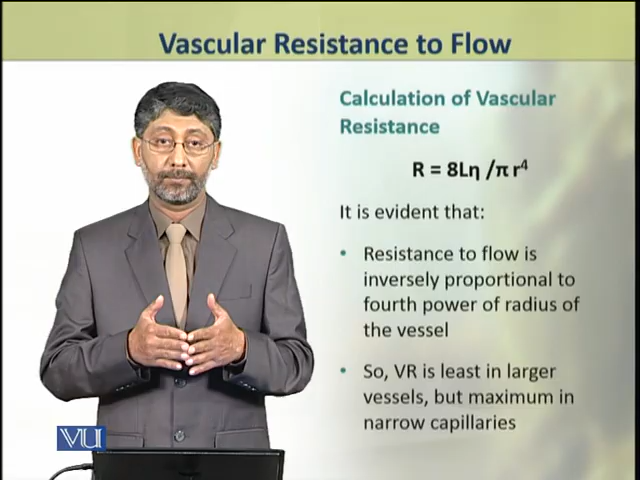 Vascular Resistance to Flow
Calculation of Vascular
Resistance
R = 8Lη /π r⁴
It is evident that:
• Resistance to flow is
inversely proportional to
fourth power of radius of
the vessel
• So, VR is least in larger
vessels, but maximum in
narrow capillaries
VU